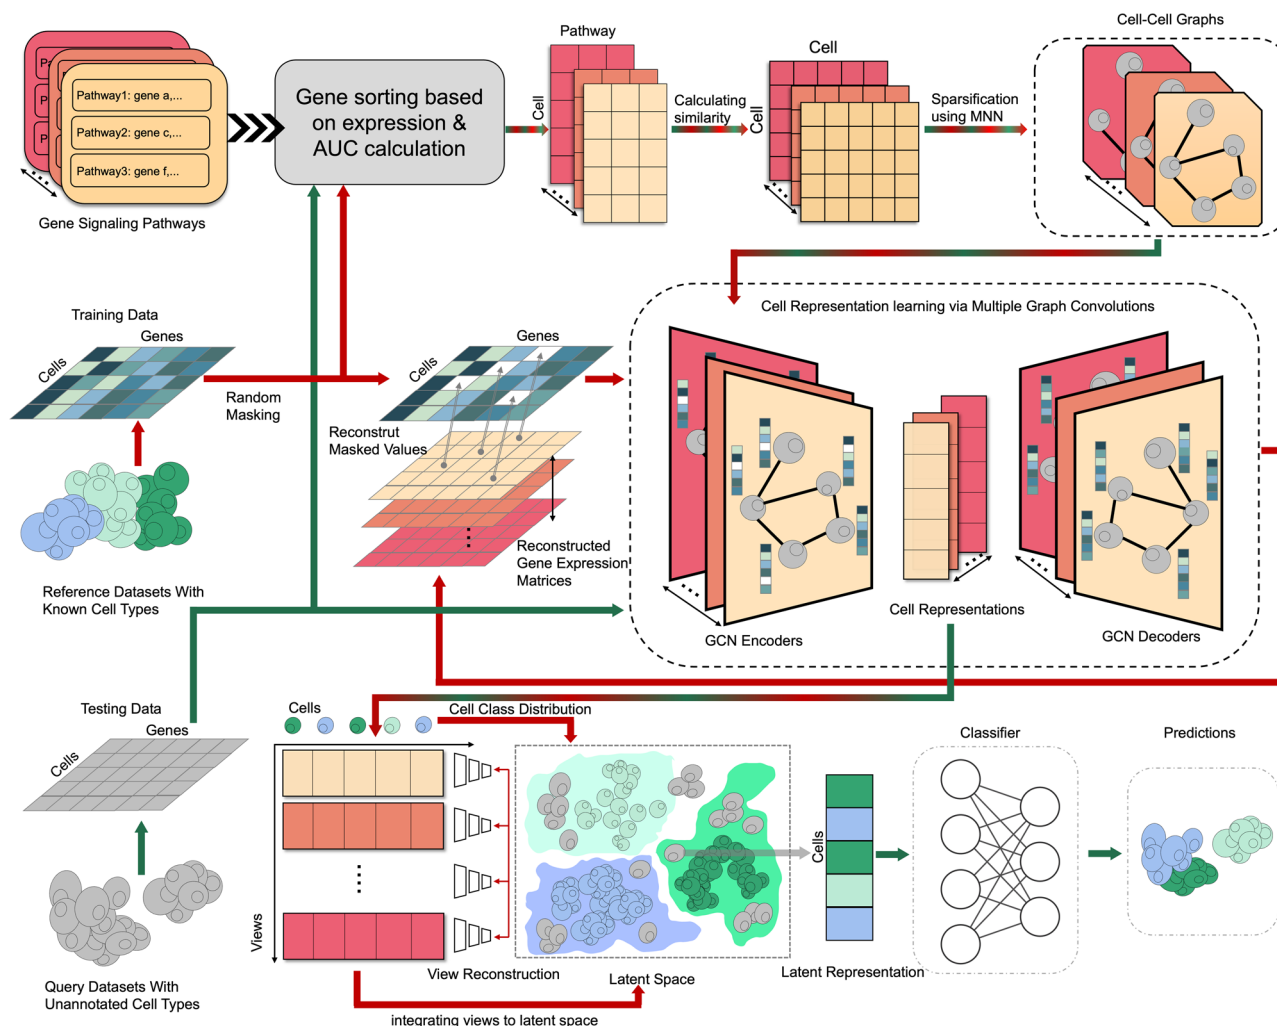 Cell-Cell Graphs
Pathway
Cell
Pa
Pa
Pathway1: gene a,...
Pathway2: gene c,...
Pathway3: gene f,...
Gene sorting based
on expression &
AUC calculation
Cell
Calculating
similarity
Cell
Sparsification
using MNN
Gene Signaling Pathways
Training Data
Genes
Cells
Random
Masking
Genes
Cells
Reconstrut
Masked Values
Reconstructed
Gene Expression
Matrices
Cell Representation learning via Multiple Graph Convolutions
GCN Encoders
Cell Representations
GCN Decoders
Reference Datasets With
Known Cell Types
Testing Data
Genes
Cells
Query Datasets With
Unannotated Cell Types
Cells
Cell Class Distribution
Views
View Reconstruction
Latent Space
integrating views to latent space
Cells
Latent Representation
Classifier
Predictions